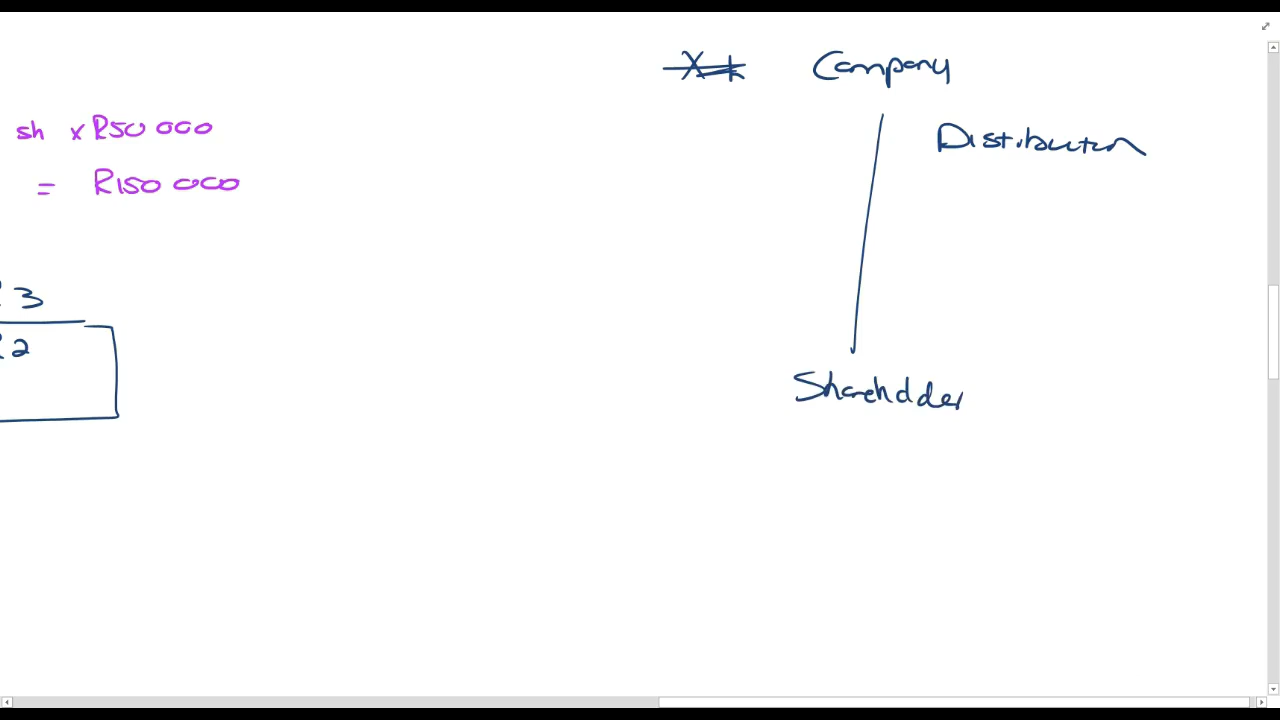 Company
sh x R50 000
Distribution
= R150 000
3
2
Shareholder